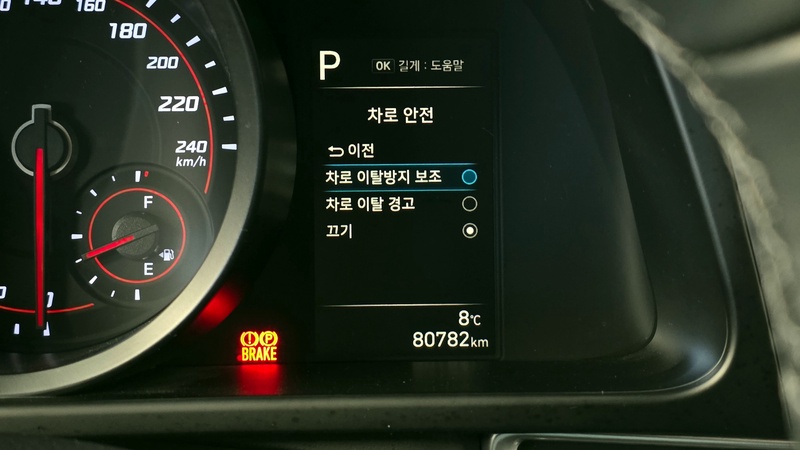 160
180
200
220
240
km/h
F
E
P
OK 길게 : 도움말
차로 안전
이전
차로 이탈방지 보조
차로 이탈 경고
끄기
8℃
80782km
(!) (P)
BRAKE